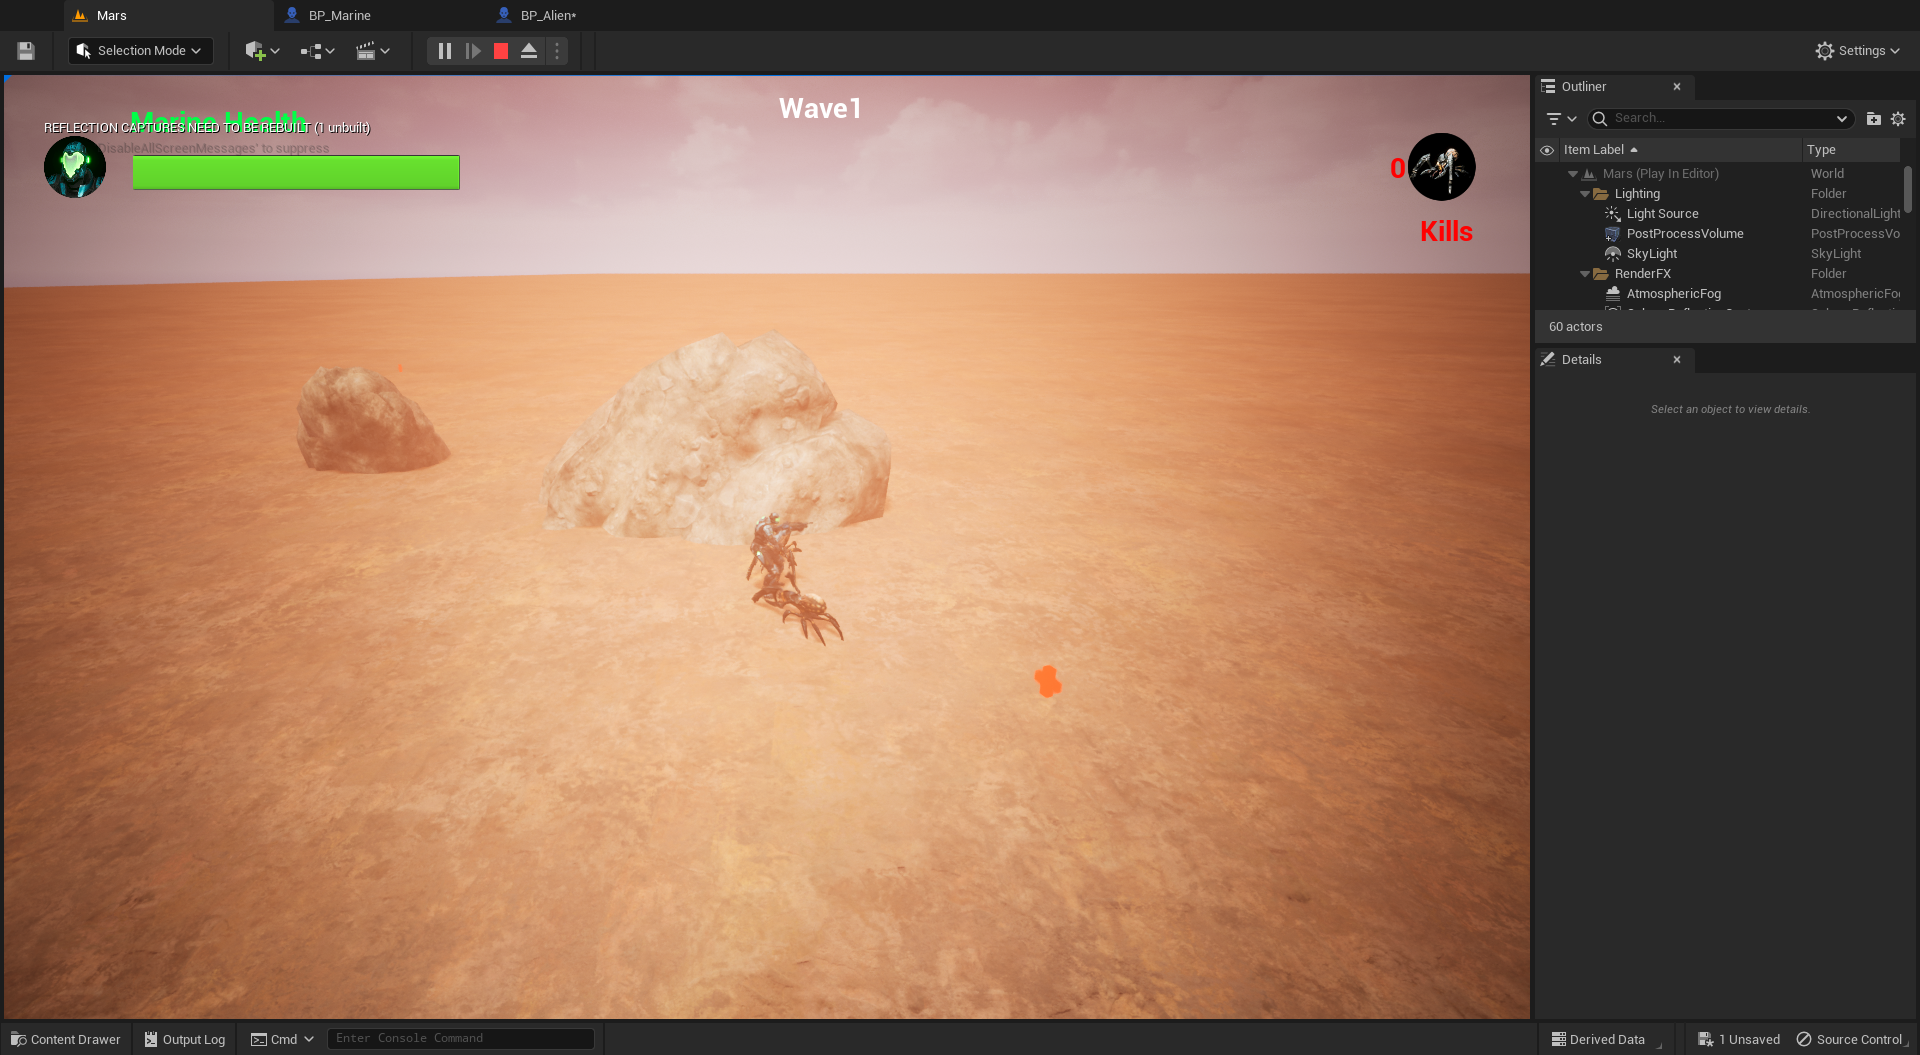 Mars
BP_Marine
BP_Alien*
Selection Mode
Settings
Wave1
Marine Health
REFLECTION CAPTURES NEED TO BE REBUILT (1 unbuilt)
DisableAllScreenMessages' to suppress
0
Kills
Outliner
Search...
Item Label
Type
Mars (Play In Editor)
World
Lighting
Folder
Light Source
DirectionalLight
PostProcessVolume
PostProcessVo
SkyLight
SkyLight
RenderFX
Folder
AtmosphericFog
AtmosphericFo
60 actors
Details
Select an object to view details.
Content Drawer
Output Log
Cmd
Enter Console Command
Derived Data
1 Unsaved
Source Control